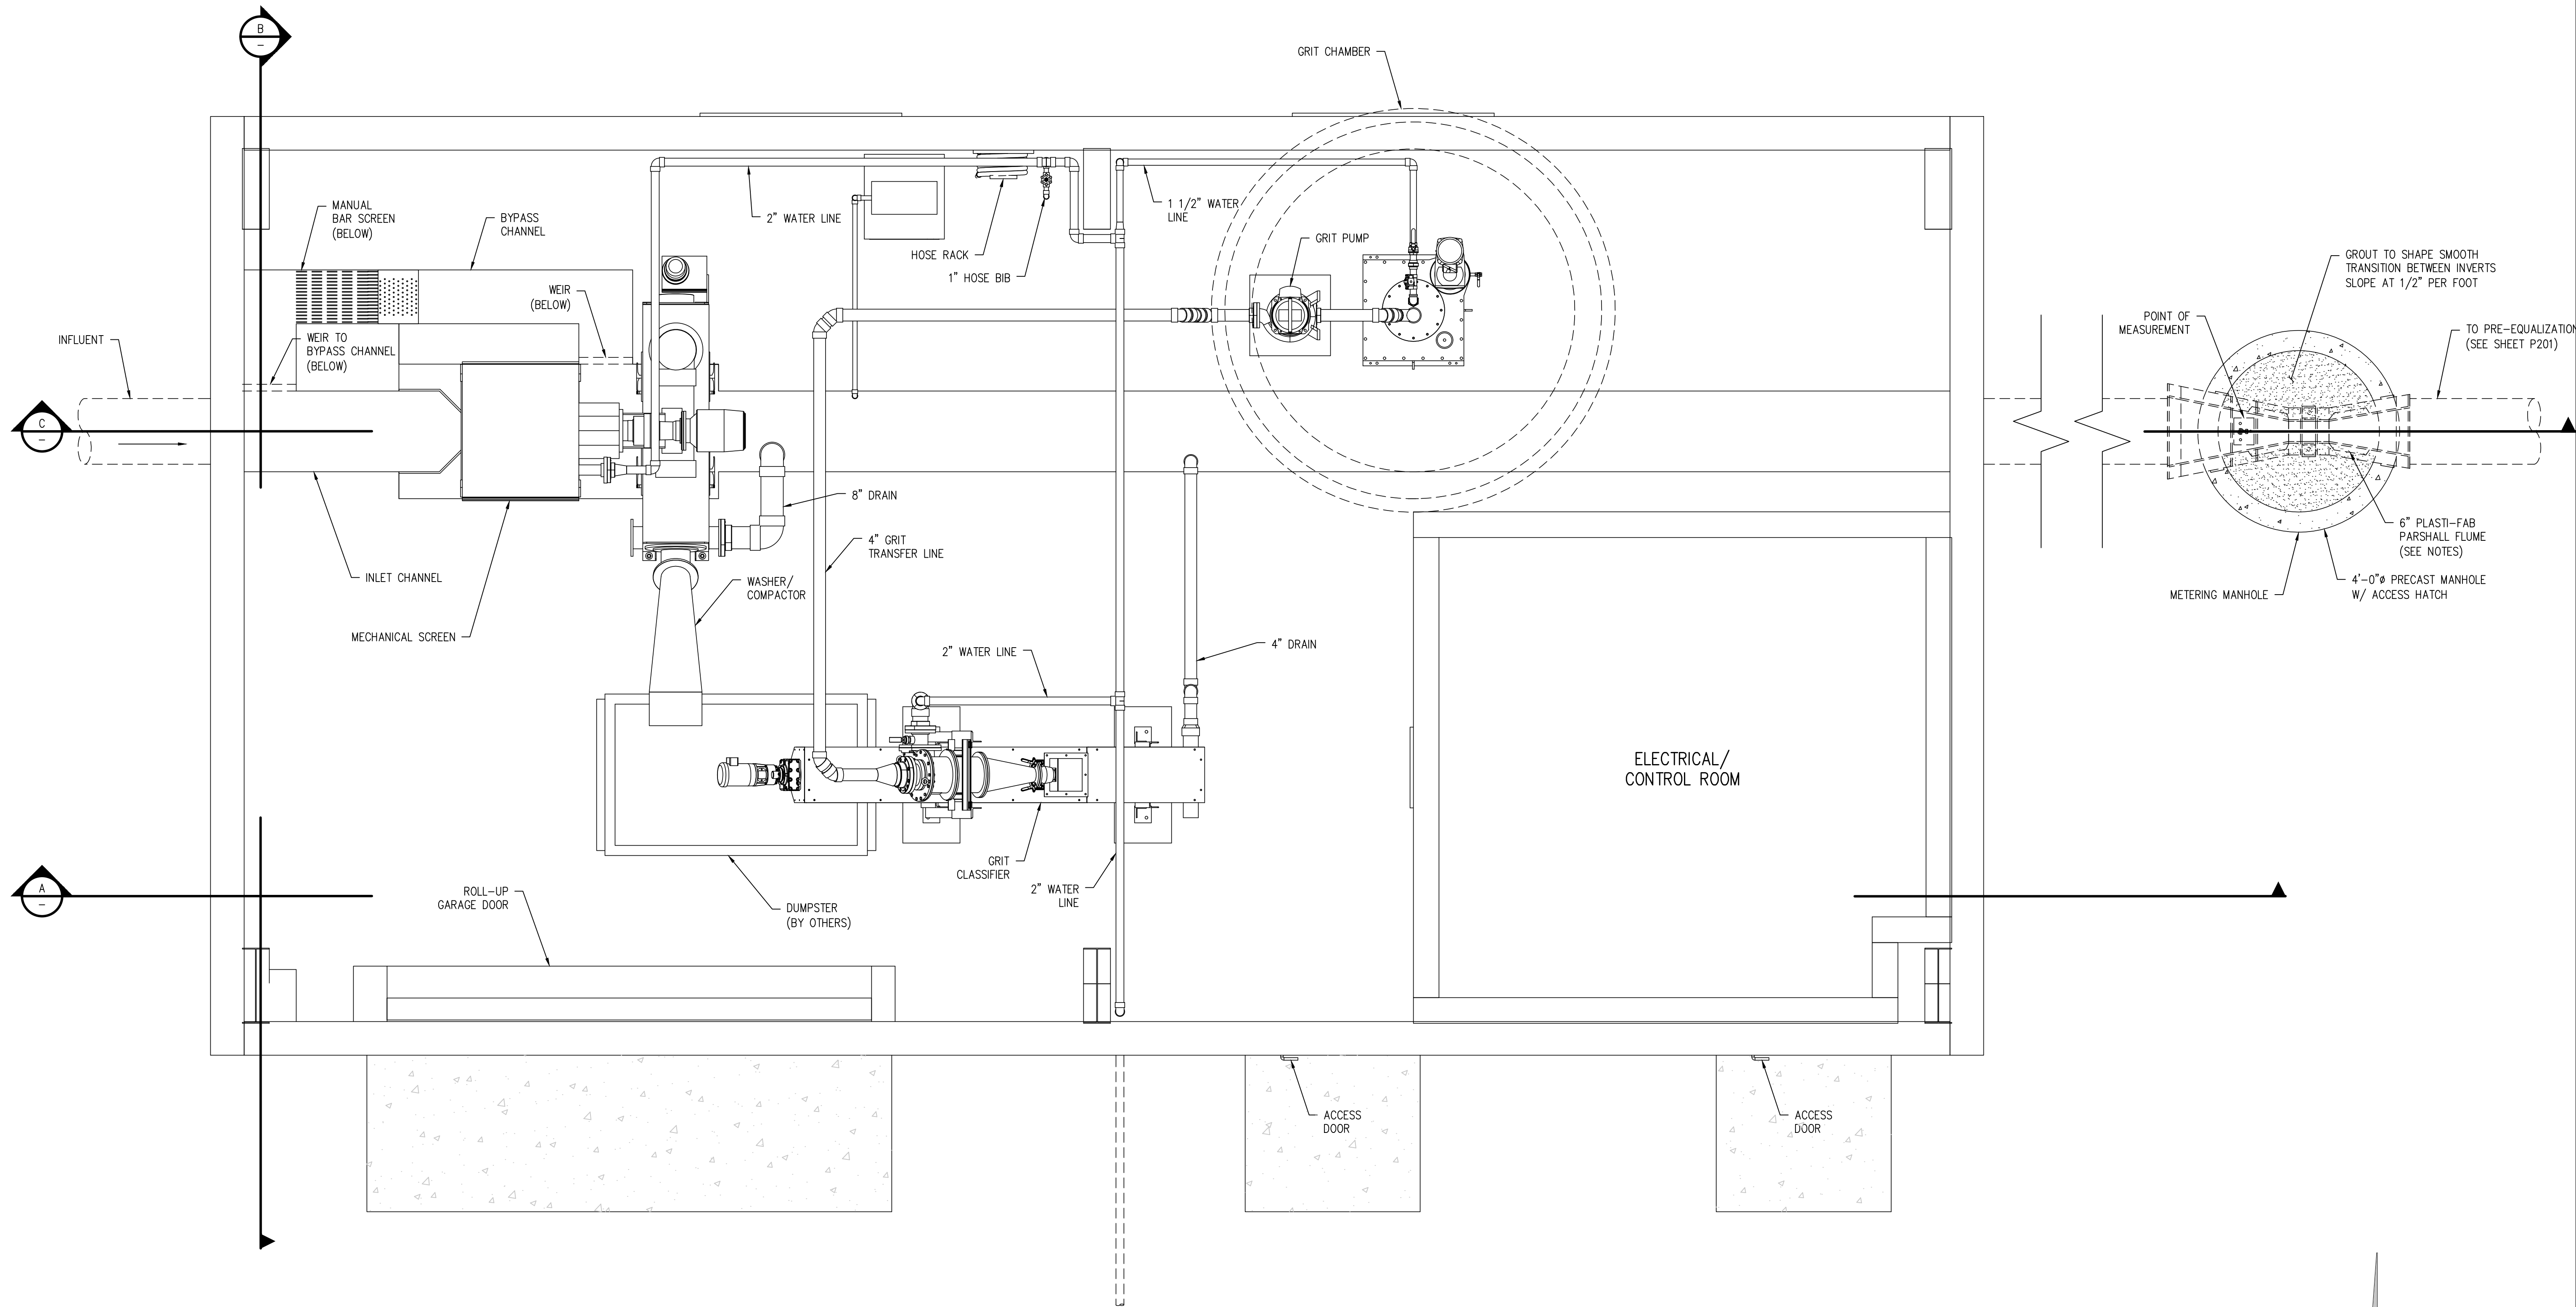 B
–
GRIT CHAMBER
MANUAL
BAR SCREEN
(BELOW)
BYPASS
CHANNEL
2" WATER LINE
HOSE RACK
1" HOSE BIB
1 1/2" WATER
LINE
GRIT PUMP
WEIR
(BELOW)
INFLUENT
WEIR TO
BYPASS CHANNEL
(BELOW)
GROUT TO SHAPE SMOOTH
TRANSITION BETWEEN INVERTS
SLOPE AT 1/2" PER FOOT
POINT OF
MEASUREMENT
TO PRE-EQUALIZATION
(SEE SHEET P201)
C
–
8" DRAIN
4" GRIT
TRANSFER LINE
6" PLASTI-FAB
PARSHALL FLUME
(SEE NOTES)
INLET CHANNEL
WASHER/
COMPACTOR
METERING MANHOLE
4'-0"ø PRECAST MANHOLE
W/ ACCESS HATCH
MECHANICAL SCREEN
2" WATER LINE
4" DRAIN
ELECTRICAL/
CONTROL ROOM
GRIT
CLASSIFIER
2" WATER
LINE
A
–
ROLL-UP
GARAGE DOOR
DUMPSTER
(BY OTHERS)
ACCESS
DOOR
ACCESS
DOOR